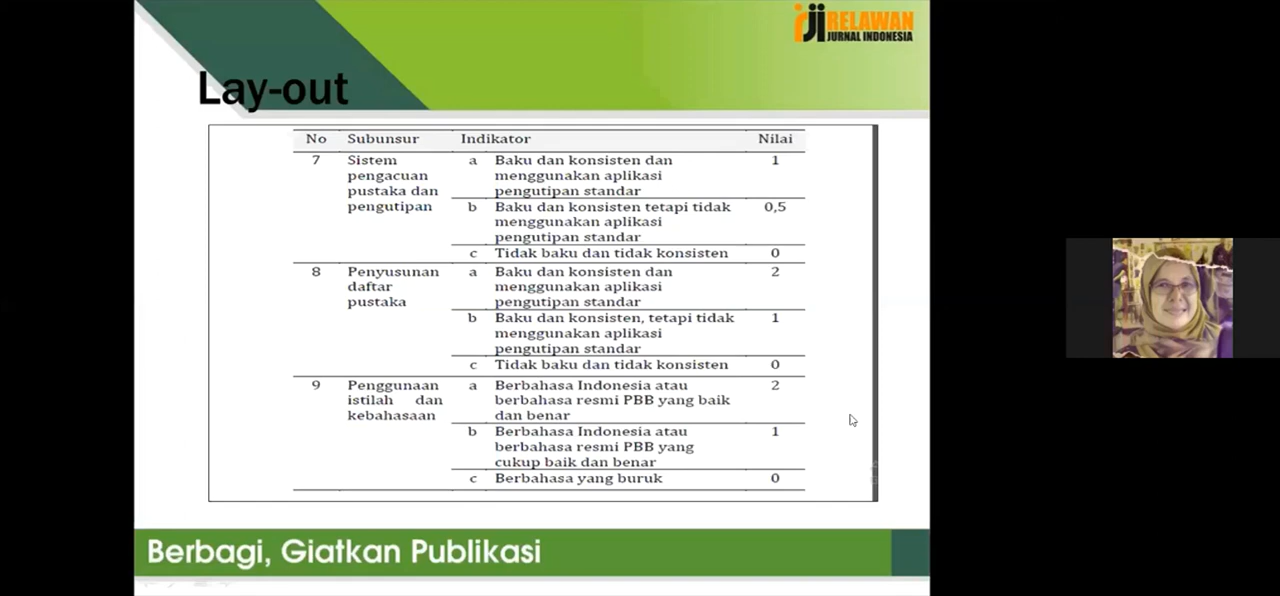 RELAWAN
JURNAL INDONESIA
Lay-out
No Subunsur Indikator Nilai
7 Sistem a Baku dan konsisten dan 1
pengacuan menggunakan aplikasi
pustaka dan pengutipan standar
pengutipan b Baku dan konsisten tetapi tidak 0,5
menggunakan aplikasi
pengutipan standar
c Tidak baku dan tidak konsisten 0
8 Penyusunan a Baku dan konsisten dan 2
daftar menggunakan aplikasi
pustaka pengutipan standar
b Baku dan konsisten, tetapi tidak 1
menggunakan aplikasi
pengutipan standar
c Tidak baku dan tidak konsisten 0
9 Penggunaan a Berbahasa Indonesia atau 2
istilah dan berbahasa resmi PBB yang baik
kebahasaan dan benar
b Berbahasa Indonesia atau 1
berbahasa resmi PBB yang
cukup baik dan benar
c Berbahasa yang buruk 0
Berbagi, Giatkan Publikasi